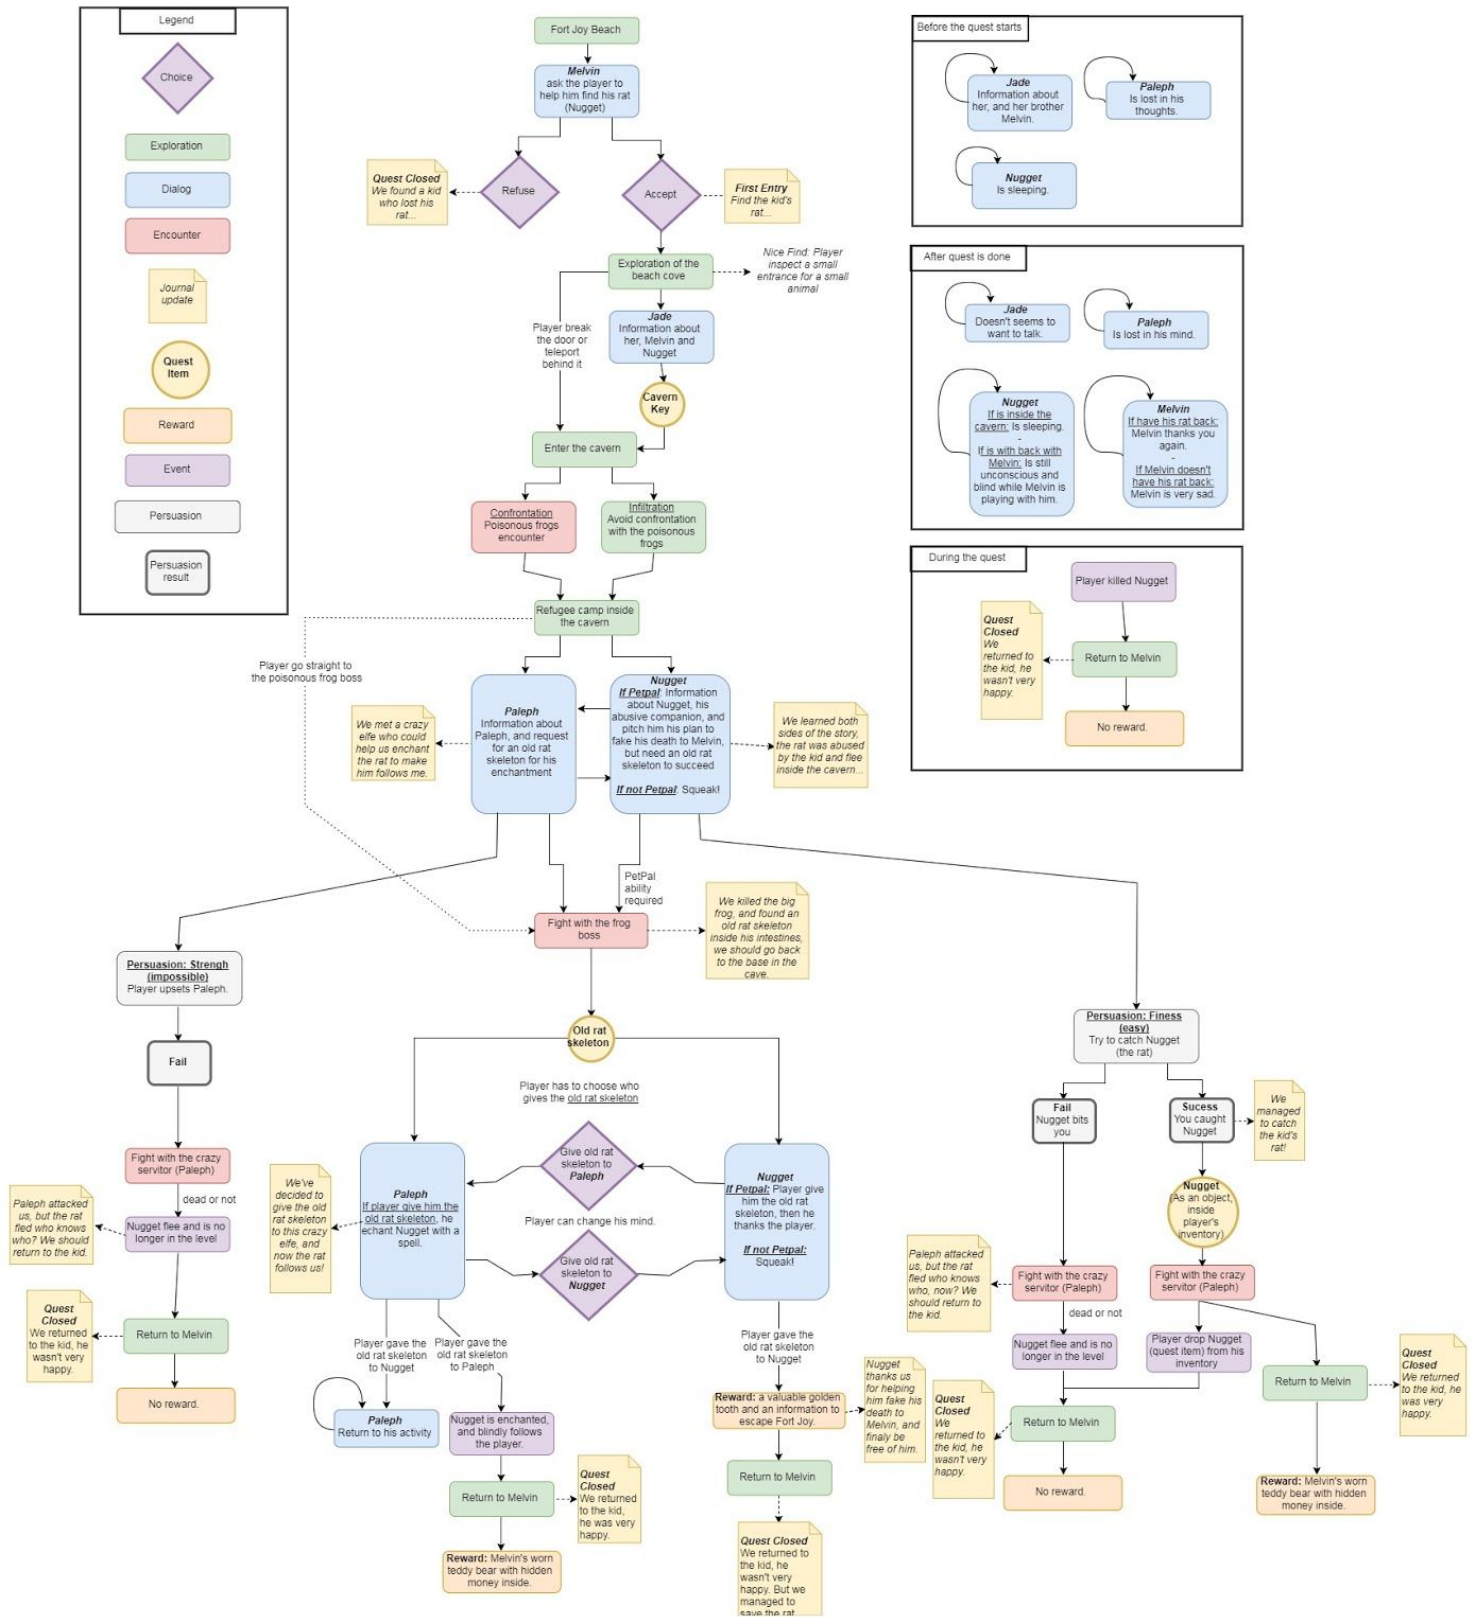 Legend
Choice
Exploration
Dialog
Encounter
Journal
update
Quest
Item
Reward
Event
Persuasion
Persuasion
result
Fort Joy Beach
Melvin
ask the player to
help him find his rat
(Nugget)
Refuse
Accept
Quest Closed
We found a kid
who lost his
rat...
First Entry
Find the kid's
rat...
Exploration of the
beach cove
Nice Find: Player
inspect a small
entrance for a small
animal
Player break
the door or
teleport
behind it
Jade
Information about
her, Melvin and
Nugget
Cavern
Key
Enter the cavern
Confrontation
Poisonous frogs
encounter
Infiltration
Avoid confrontation
with the poisonous
frogs
Refugee camp inside
the cavern
Player go straight to
the poisonous frog boss
We met a crazy
elfe who could
help us enchant
the rat to make
him follows me.
Paleph
Information about
Paleph, and request
for an old rat
skeleton for his
enchantment
Nugget
If Petpal: Information
about Nugget, his
abusive companion, and
pitch him his plan to
fake his death to Melvin,
but need an old rat
skeleton to succeed
If not Petpal: Squeak!
We learned both
sides of the story,
the rat was abused
by the kid and flee
inside the cavern...
PetPal
ability
required
Fight with the frog
boss
We killed the big
frog, and found an
old rat skeleton
inside his intestines,
we should go back
to the base in the
cave.
Before the quest starts
Jade
Information about
her, and her brother
Melvin.
Paleph
Is lost in his
thoughts.
Nugget
Is sleeping.
After quest is done
Jade
Doesn't seems to
want to talk.
Paleph
Is lost in his mind.
Nugget
If is inside the
cavern: Is sleeping.
-
If is with back with
Melvin: Is still
unconscious and
blind while Melvin is
playing with him.
Melvin
If have his rat back:
Melvin thanks you
again.
-
If Melvin doesn't
have his rat back:
Melvin is very sad.
During the quest
Player killed Nugget
Quest
Closed
We
returned to
the kid, he
wasn't very
happy.
Return to Melvin
No reward.
Persuasion: Strengh
(impossible)
Player upsets Paleph.
Fail
Fight with the crazy
servitor (Paleph)
dead or not
Paleph attacked
us, but the rat
fled who knows
who? We should
return to the kid.
Nugget flee and is no
longer in the level
Quest
Closed
We returned
to the kid, he
wasn't very
happy.
Return to Melvin
No reward.
Old rat
skeleton
Player has to choose who
gives the old rat skeleton
Give old rat
skeleton to
Paleph
Player can change his mind.
Give old rat
skeleton to
Nugget
We've
decided to
give the old
rat skeleton
to this crazy
elfe, and
now the rat
follows us!
Paleph
If player give him the
old rat skeleton, he
echant Nugget with a
spell.
Nugget
If Petpal: Player give
him the old rat
skeleton, then he
thanks the player.
If not Petpal:
Squeak!
Player gave the
old rat skeleton
to Nugget
Player gave the
old rat skeleton
to Paleph
Paleph
Return to his activity
Nugget is enchanted,
and blindly follows
the player.
Return to Melvin
Quest
Closed
We returned
to the kid,
he was very
happy.
Reward: Melvin's worn
teddy bear with hidden
money inside.
Player gave the
old rat skeleton
to Nugget
Reward: a valuable golden
tooth and an information to
escape Fort Joy.
Nugget
thanks us
for helping
him fake his
death to
Melvin, and
finaly be
free of him.
Return to Melvin
Quest Closed
We returned to
the kid, he
wasn't very
happy. But we
managed to
save the rat
Persuasion: Finess
(easy)
Try to catch Nugget
(the rat)
Fail
Nugget bits
you
Sucess
You caught
Nugget
We
managed
to catch
the kid's
rat!
Nugget
(As an object,
inside
player's
inventory)
Paleph attacked
us, but the rat
fled who knows
who, now? We
should return to
the kid.
Fight with the crazy
servitor (Paleph)
Fight with the crazy
servitor (Paleph)
dead or not
Nugget flee and is no
longer in the level
Player drop Nugget
(quest item) from his
inventory
Return to Melvin
Quest
Closed
We returned
to the kid, he
was very
happy.
Quest
Closed
We
returned to
the kid, he
wasn't very
happy.
Return to Melvin
No reward.
Reward: Melvin's worn
teddy bear with hidden
money inside.